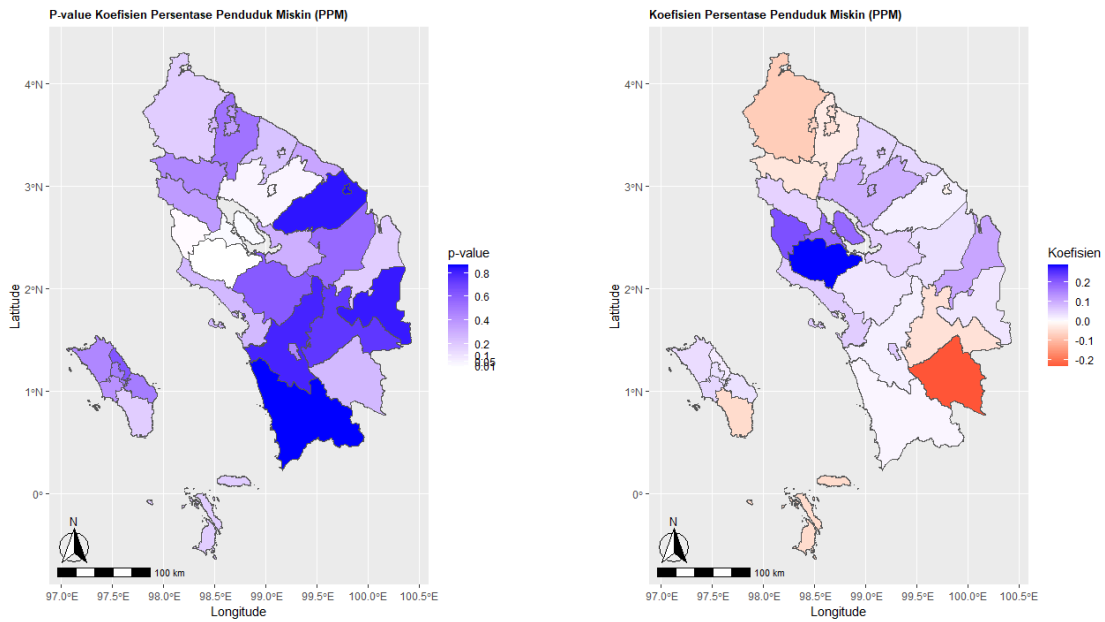 P-value Koefisien Persentase Penduduk Miskin (PPM)
4°N
3°N
2°N
1°N
0°
Latitude
97.0°E 97.5°E 98.0°E 98.5°E 99.0°E 99.5°E 100.0°E 100.5°E
Longitude
N
100 km
p-value
0.8
0.6
0.4
0.2
0.1
0.05
0.01
Koefisien Persentase Penduduk Miskin (PPM)
4°N
3°N
2°N
1°N
0°
Latitude
97.0°E 97.5°E 98.0°E 98.5°E 99.0°E 99.5°E 100.0°E 100.5°E
Longitude
N
100 km
Koefisien
0.2
0.1
0.0
-0.1
-0.2